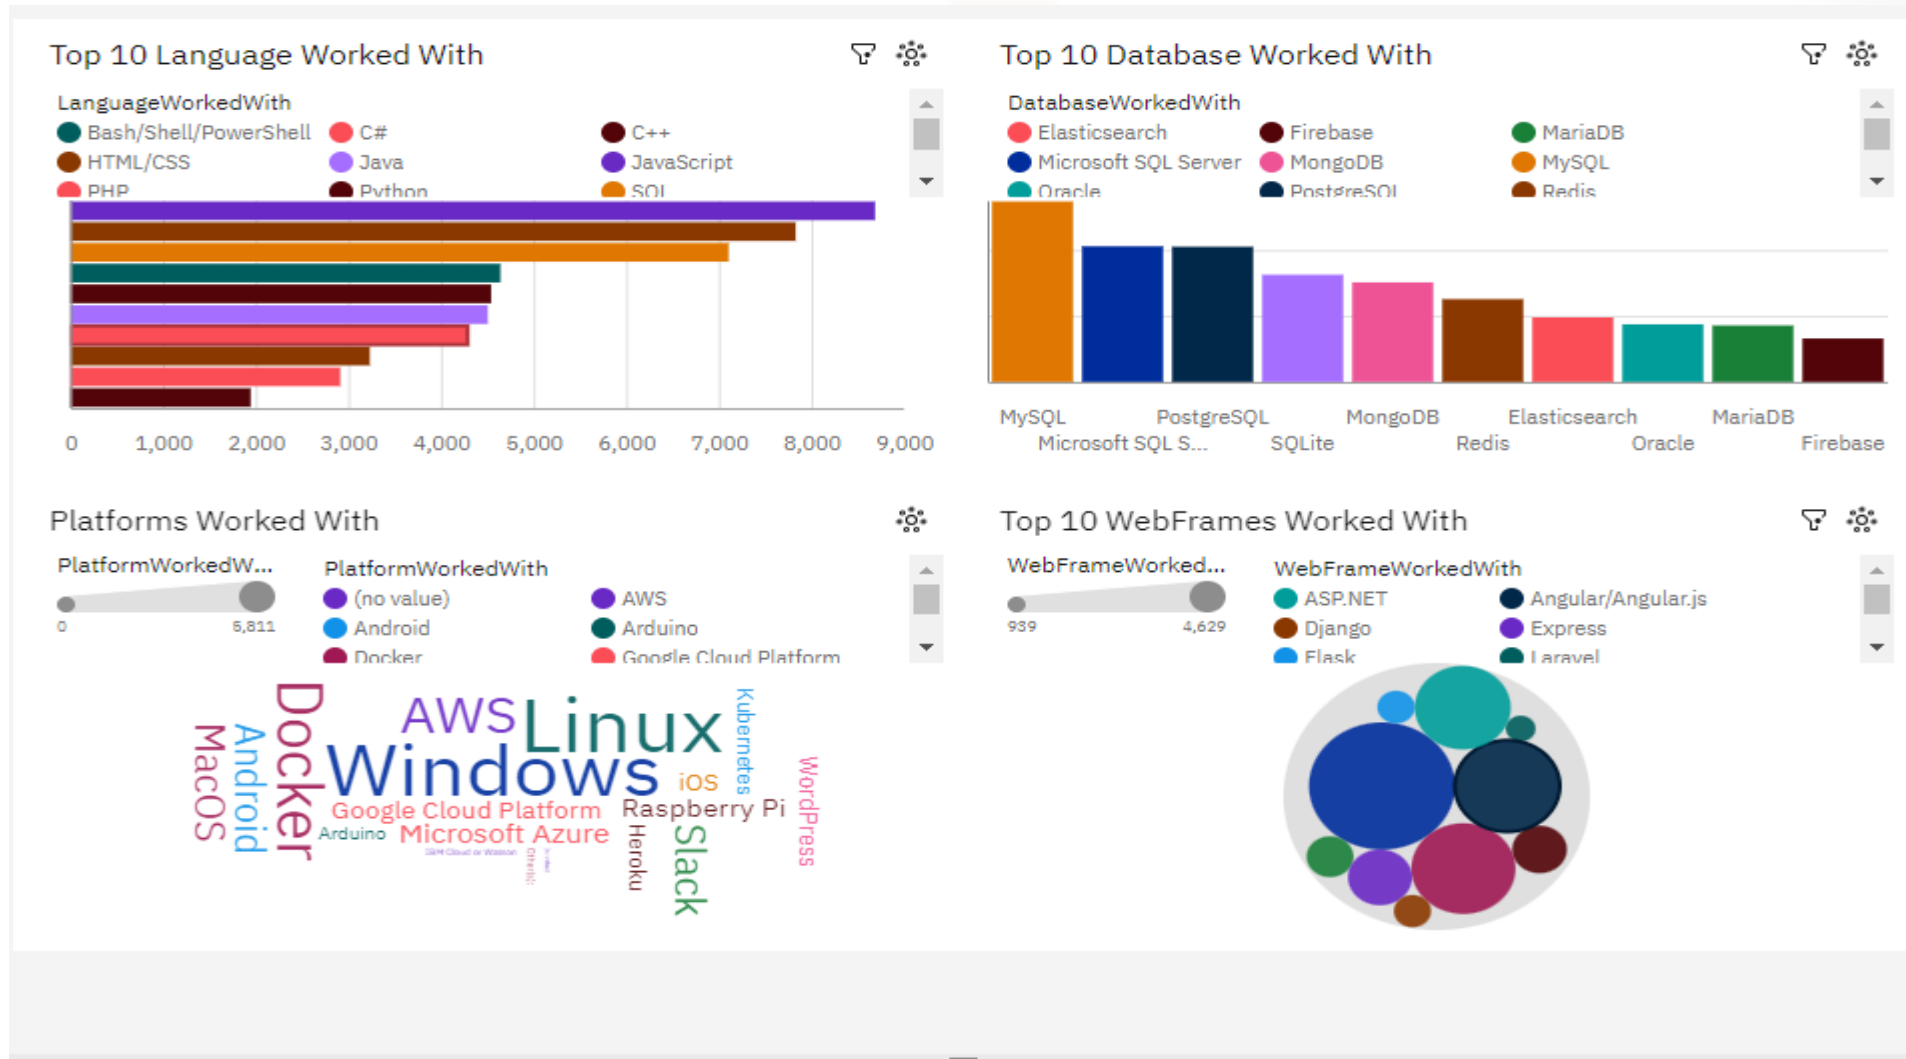 Top 10 Language Worked With
LanguageWorkedWith
Bash/Shell/PowerShell C# C++
HTML/CSS Java JavaScript
PHP Python SQL
0 1,000 2,000 3,000 4,000 5,000 6,000 7,000 8,000 9,000
Top 10 Database Worked With
DatabaseWorkedWith
Elasticsearch Firebase MariaDB
Microsoft SQL Server MongoDB MySQL
Oracle PostgreSQL Redis
MySQL PostgreSQL MongoDB Elasticsearch MariaDB
Microsoft SQL S... SQLite Redis Oracle Firebase
Platforms Worked With
PlatformWorkedW... PlatformWorkedWith
(no value) AWS
0 5,811 Android Arduino
Docker Google Cloud Platform
Docker
AWS
Linux
Kubernetes
MacOS
Android
Windows
iOS
WordPress
Google Cloud Platform
Raspberry Pi
Arduino
Microsoft Azure
Heroku
Slack
IBM Cloud or Watson
Top 10 WebFrames Worked With
WebFrameWorked... WebFrameWorkedWith
ASP.NET Angular/Angular.js
939 4,629 Django Express
Flask Laravel